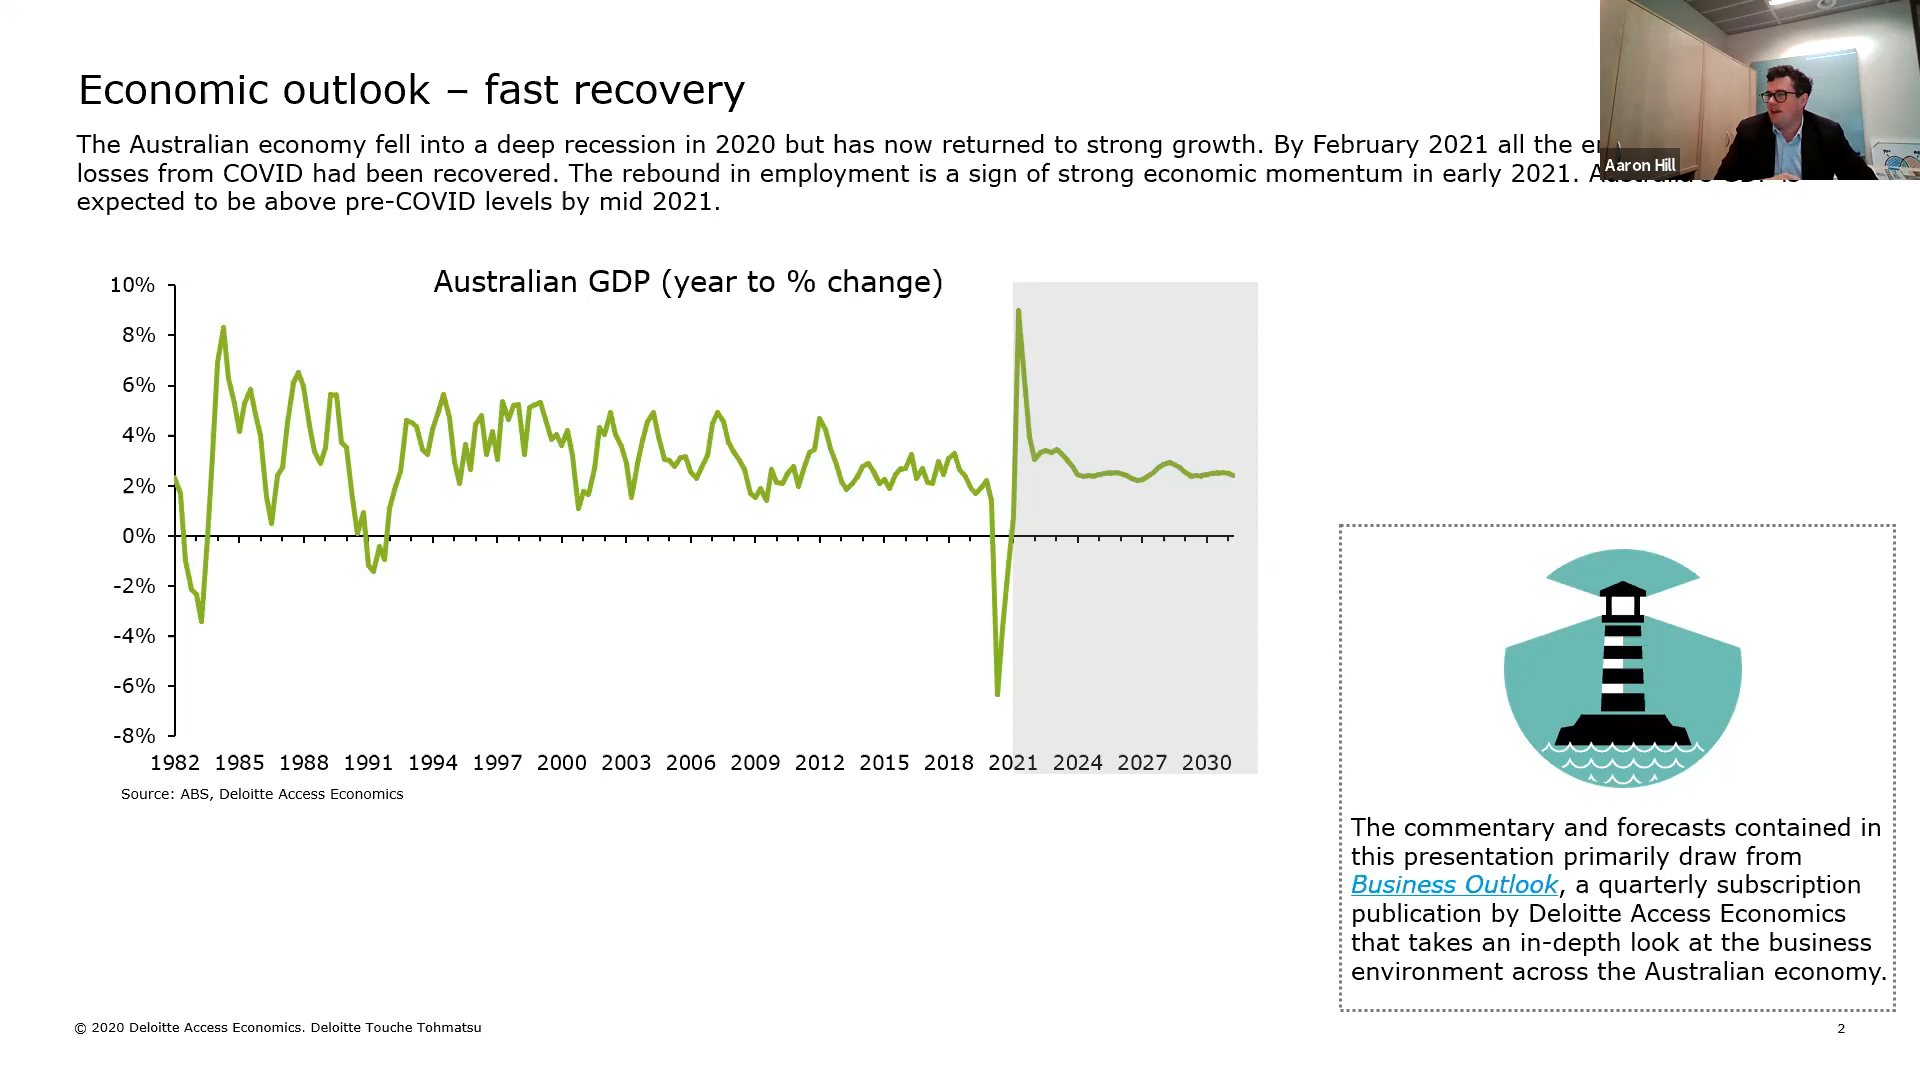 Economic outlook – fast recovery
The Australian economy fell into a deep recession in 2020 but has now returned to strong growth. By February 2021 all the
losses from COVID had been recovered. The rebound in employment is a sign of strong economic momentum in early 2021.
expected to be above pre-COVID levels by mid 2021.
Aaron Hill
Australian GDP (year to % change)
10%
8%
6%
4%
2%
0%
-2%
-4%
-6%
-8%
1982 1985 1988 1991 1994 1997 2000 2003 2006 2009 2012 2015 2018 2021 2024 2027 2030
Source: ABS, Deloitte Access Economics
The commentary and forecasts contained in
this presentation primarily draw from
Business Outlook, a quarterly subscription
publication by Deloitte Access Economics
that takes an in-depth look at the business
environment across the Australian economy.
© 2020 Deloitte Access Economics. Deloitte Touche Tohmatsu
2